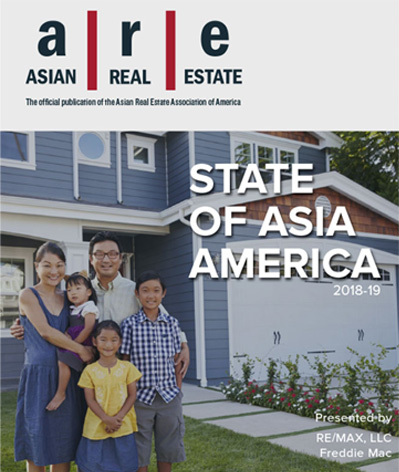 a | r | e
ASIAN REAL ESTATE
The official publication of the Asian Real Estate Association of America
STATE
OF ASIA
AMERICA
2018-19
Presented by
RE/MAX, LLC
Freddie Mac